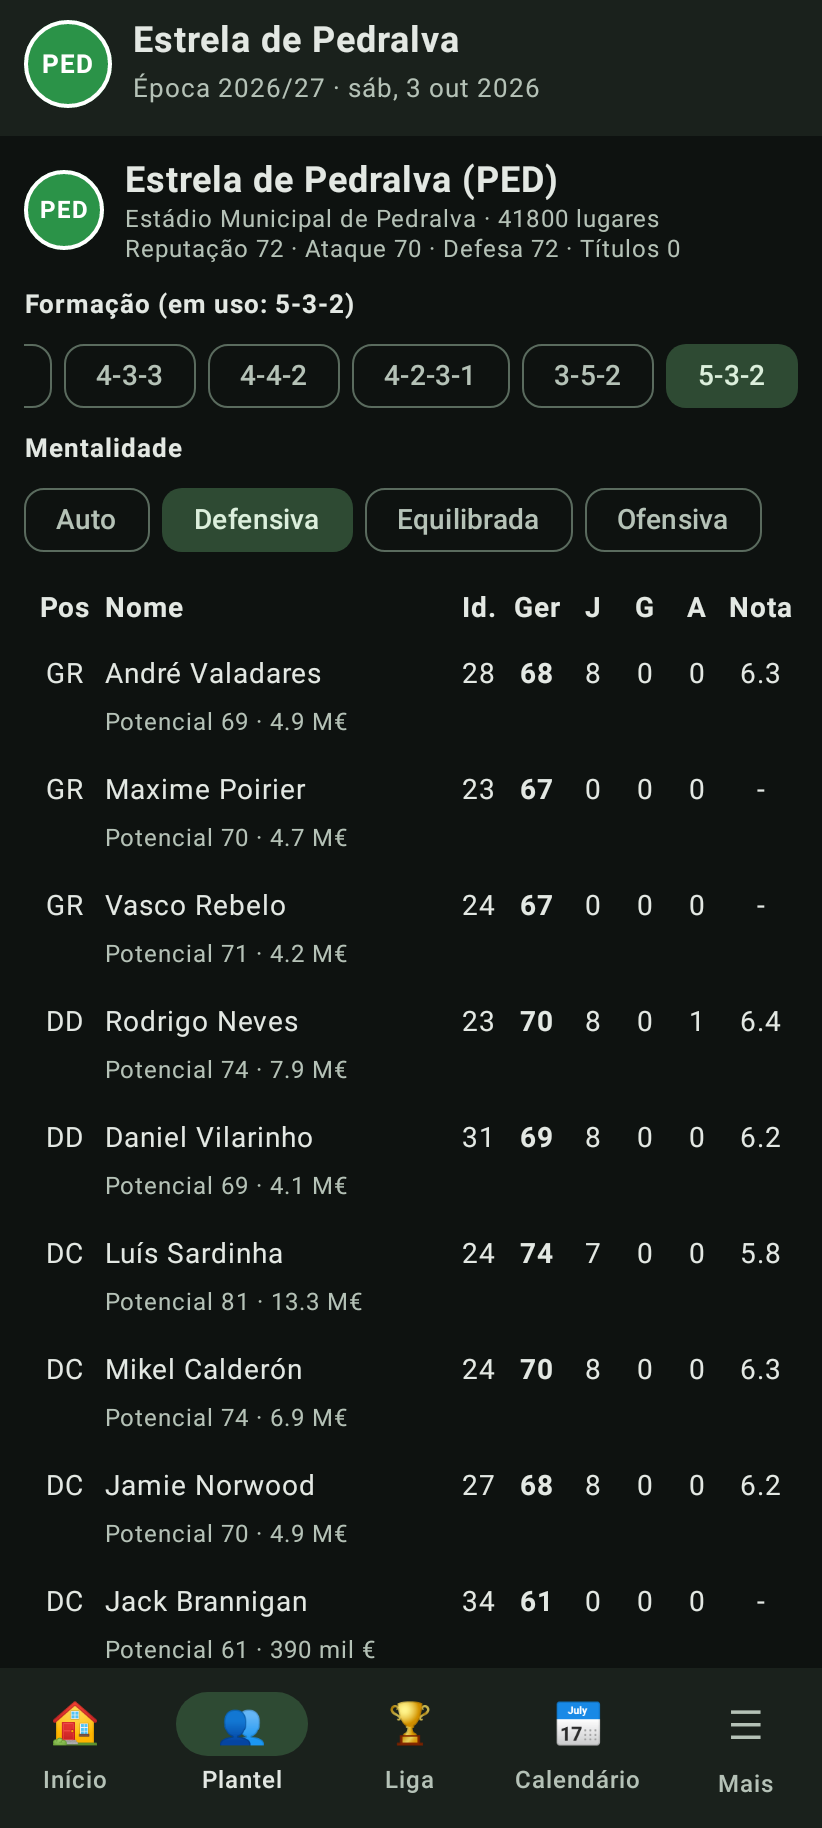 PED
Estrela de Pedralva
Época 2026/27 · sáb, 3 out 2026
PED
Estrela de Pedralva (PED)
Estádio Municipal de Pedralva · 41800 lugares
Reputação 72 · Ataque 70 · Defesa 72 · Títulos 0
Formação (em uso: 5-3-2)
4-3-3 4-4-2 4-2-3-1 3-5-2 5-3-2
Mentalidade
Auto Defensiva Equilibrada Ofensiva
Pos Nome Id. Ger J G A Nota
GR André Valadares 28 68 8 0 0 6.3
Potencial 69 · 4.9 M€
GR Maxime Poirier 23 67 0 0 0 -
Potencial 70 · 4.7 M€
GR Vasco Rebelo 24 67 0 0 0 -
Potencial 71 · 4.2 M€
DD Rodrigo Neves 23 70 8 0 1 6.4
Potencial 74 · 7.9 M€
DD Daniel Vilarinho 31 69 8 0 0 6.2
Potencial 69 · 4.1 M€
DC Luís Sardinha 24 74 7 0 0 5.8
Potencial 81 · 13.3 M€
DC Mikel Calderón 24 70 8 0 0 6.3
Potencial 74 · 6.9 M€
DC Jamie Norwood 27 68 8 0 0 6.2
Potencial 70 · 4.9 M€
DC Jack Brannigan 34 61 0 0 0 -
Potencial 61 · 390 mil €
July
17
Início Plantel Liga Calendário Mais